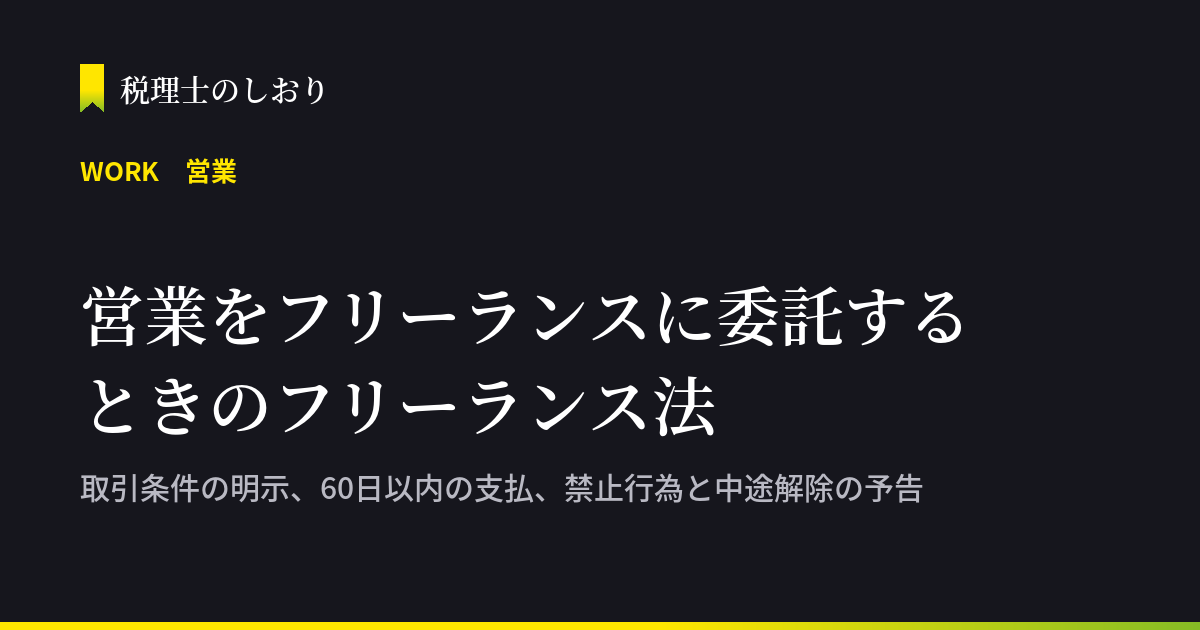 税理士のしおり
WORK 営業
営業をフリーランスに委託する
ときのフリーランス法
取引条件の明示、60日以内の支払、禁止行為と中途解除の予告